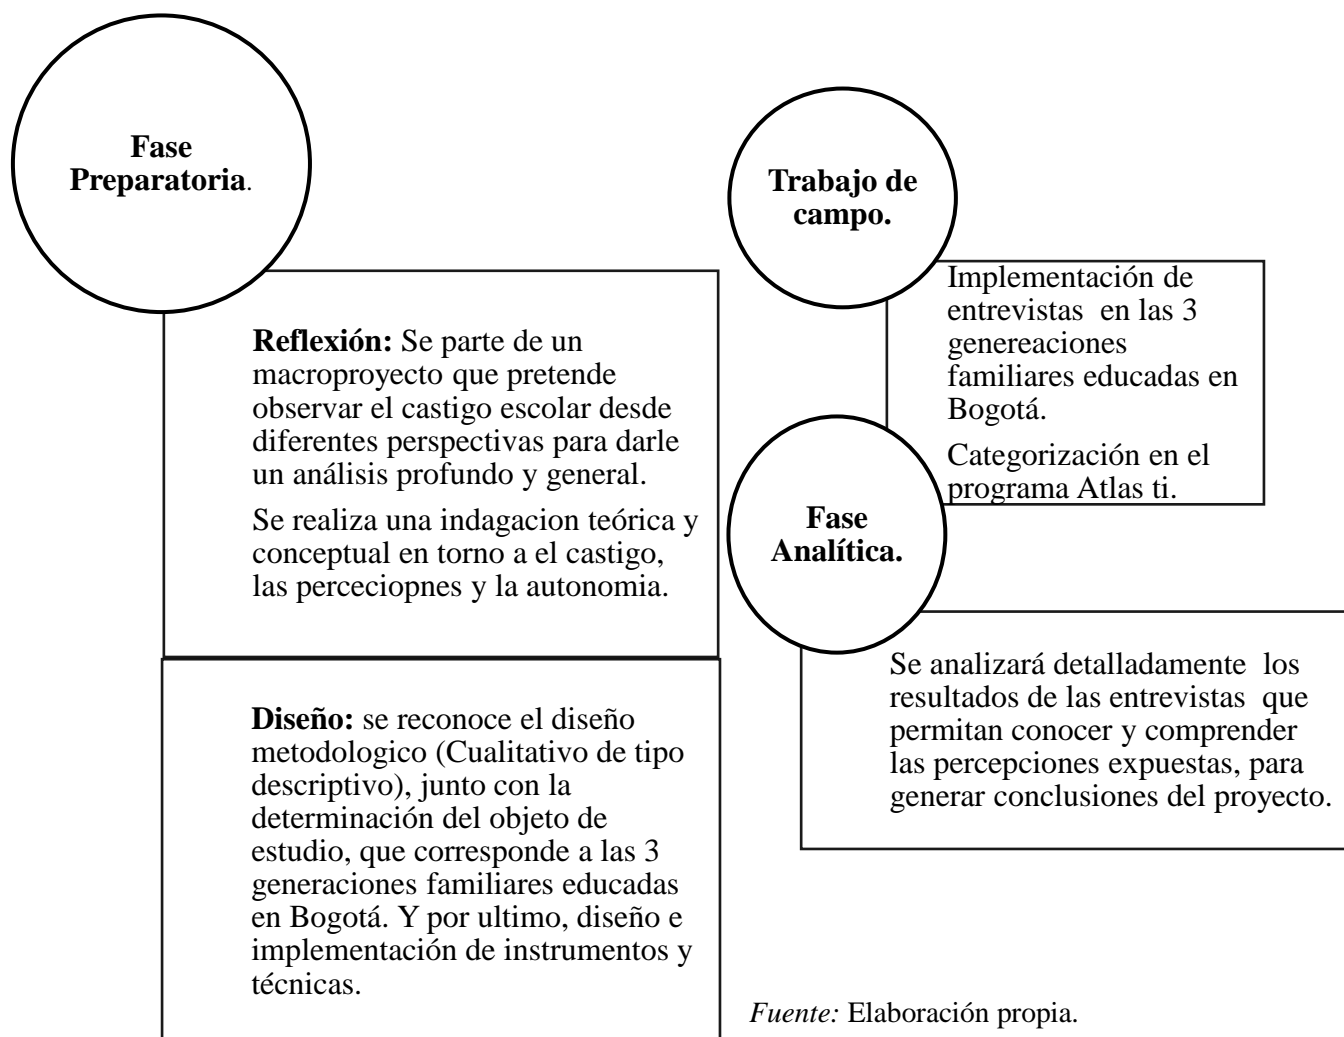 Fase
Preparatoria.
Reflexión: Se parte de un
macroproyecto que pretende
observar el castigo escolar desde
diferentes perspectivas para darle
un análisis profundo y general.
Se realiza una indagacion teórica y
conceptual en torno a el castigo,
las perceciopnes y la autonomia.
Diseño: se reconoce el diseño
metodologico (Cualitativo de tipo
descriptivo), junto con la
determinación del objeto de
estudio, que corresponde a las 3
generaciones familiares educadas
en Bogotá. Y por ultimo, diseño e
implementación de instrumentos y
técnicas.
Trabajo de
campo.
Implementación de
entrevistas en las 3
genereaciones
familiares educadas en
Bogotá.
Categorización en el
programa Atlas ti.
Fase
Analítica.
Se analizará detalladamente los
resultados de las entrevistas que
permitan conocer y comprender
las percepciones expuestas, para
generar conclusiones del proyecto.
Fuente: Elaboración propia.